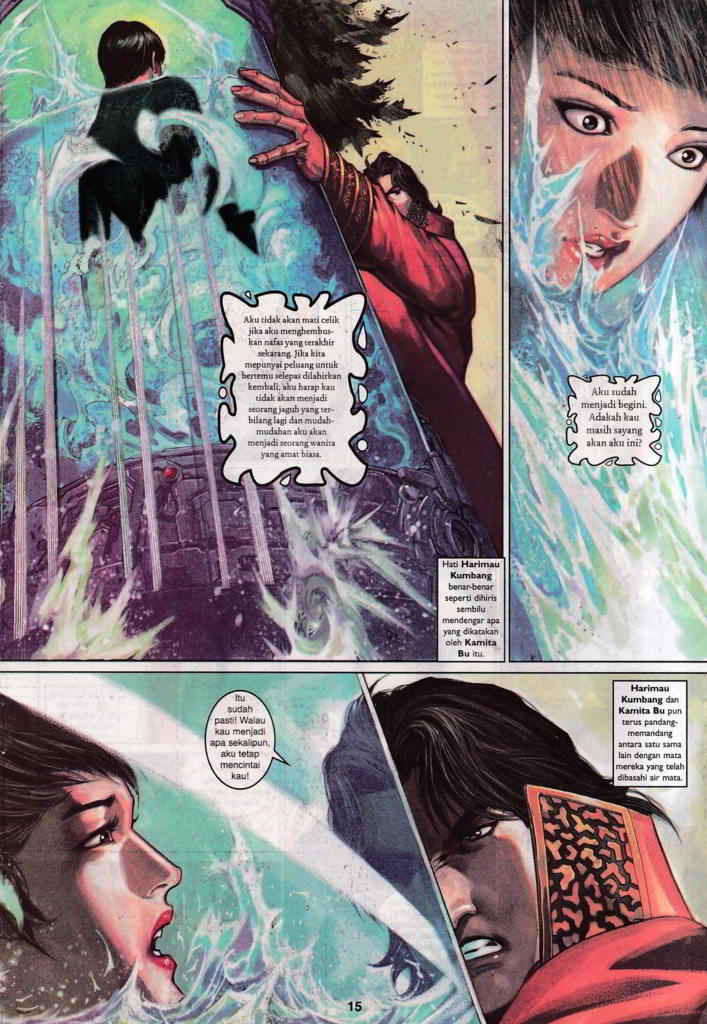 Aku tidak akan mati celik
jika aku menghembus-
kan nafas yang terakhir
sekarang. Jika kita
mempunyai peluang untuk
bertemu selepas dilahirkan
kembali, aku harap kau
tidak akan menjadi
seorang jaguh yang ter-
bilang lagi dan mudah-
mudahan aku akan
menjadi seorang wanita
yang amat biasa.
Hati Harimau
Kumbang
benar-benar
seperti dihiris
sembilu
mendengar apa
yang dikatakan
oleh Kamita
Bu itu.
Aku sudah
menjadi begini.
Adakah kau
masih sayang
akan aku ini?
Itu
sudah
pasti! Walau
kau menjadi
apa sekalipun,
aku tetap
mencintai
kau!
Harimau
Kumbang dan
Kamita Bu pun
terus pandang-
memandang
antara satu sama
lain dengan mata
mereka yang telah
dibasahi air mata.
15